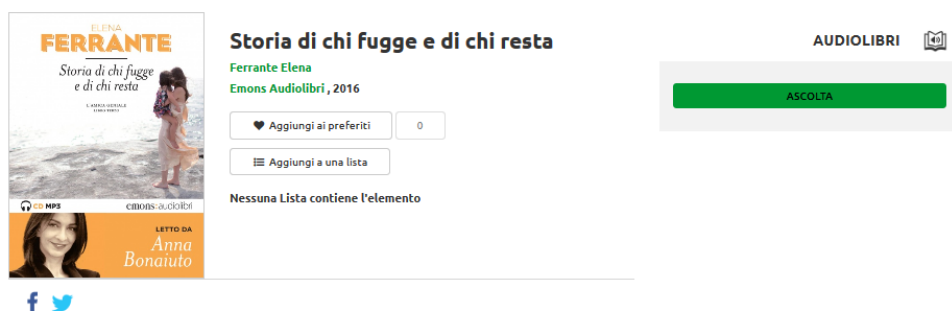 ELENA
FERRANTE
Storia di chi fugge
e di chi resta
L'AMICA GENIALE
CD MP3
emons:audiolibri
LETTO DA
Anna
Bonaiuto
Storia di chi fugge e di chi resta
Ferrante Elena
Emons Audiolibri , 2016
Aggiungi ai preferiti 0
Aggiungi a una lista
Nessuna Lista contiene l'elemento
AUDIOLIBRI
ASCOLTA